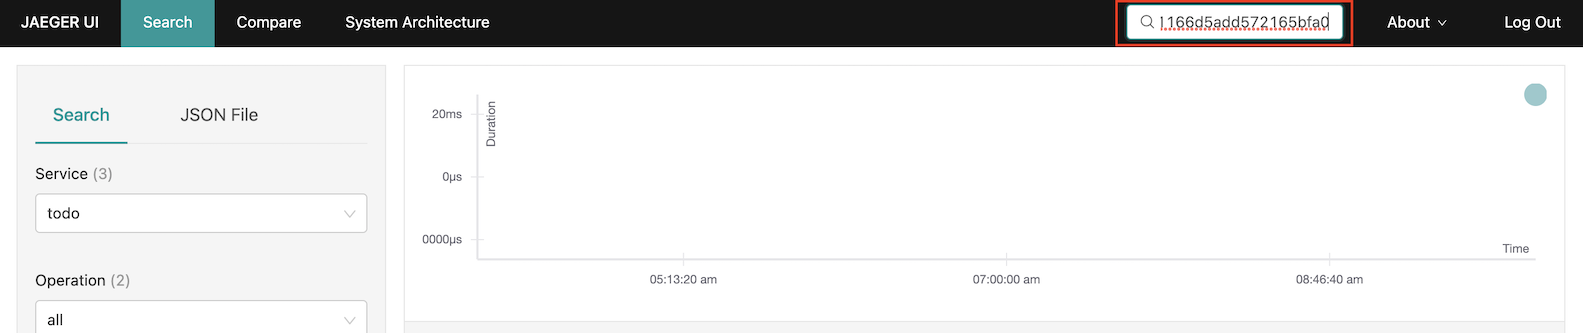 JAEGER UI Search Compare System Architecture 1166d5add572165bfa0 About Log Out
Search JSON File
Service (3)
todo
Operation (2)
all
Duration
20ms
0μs
0000μs
Time
05:13:20 am 07:00:00 am 08:46:40 am